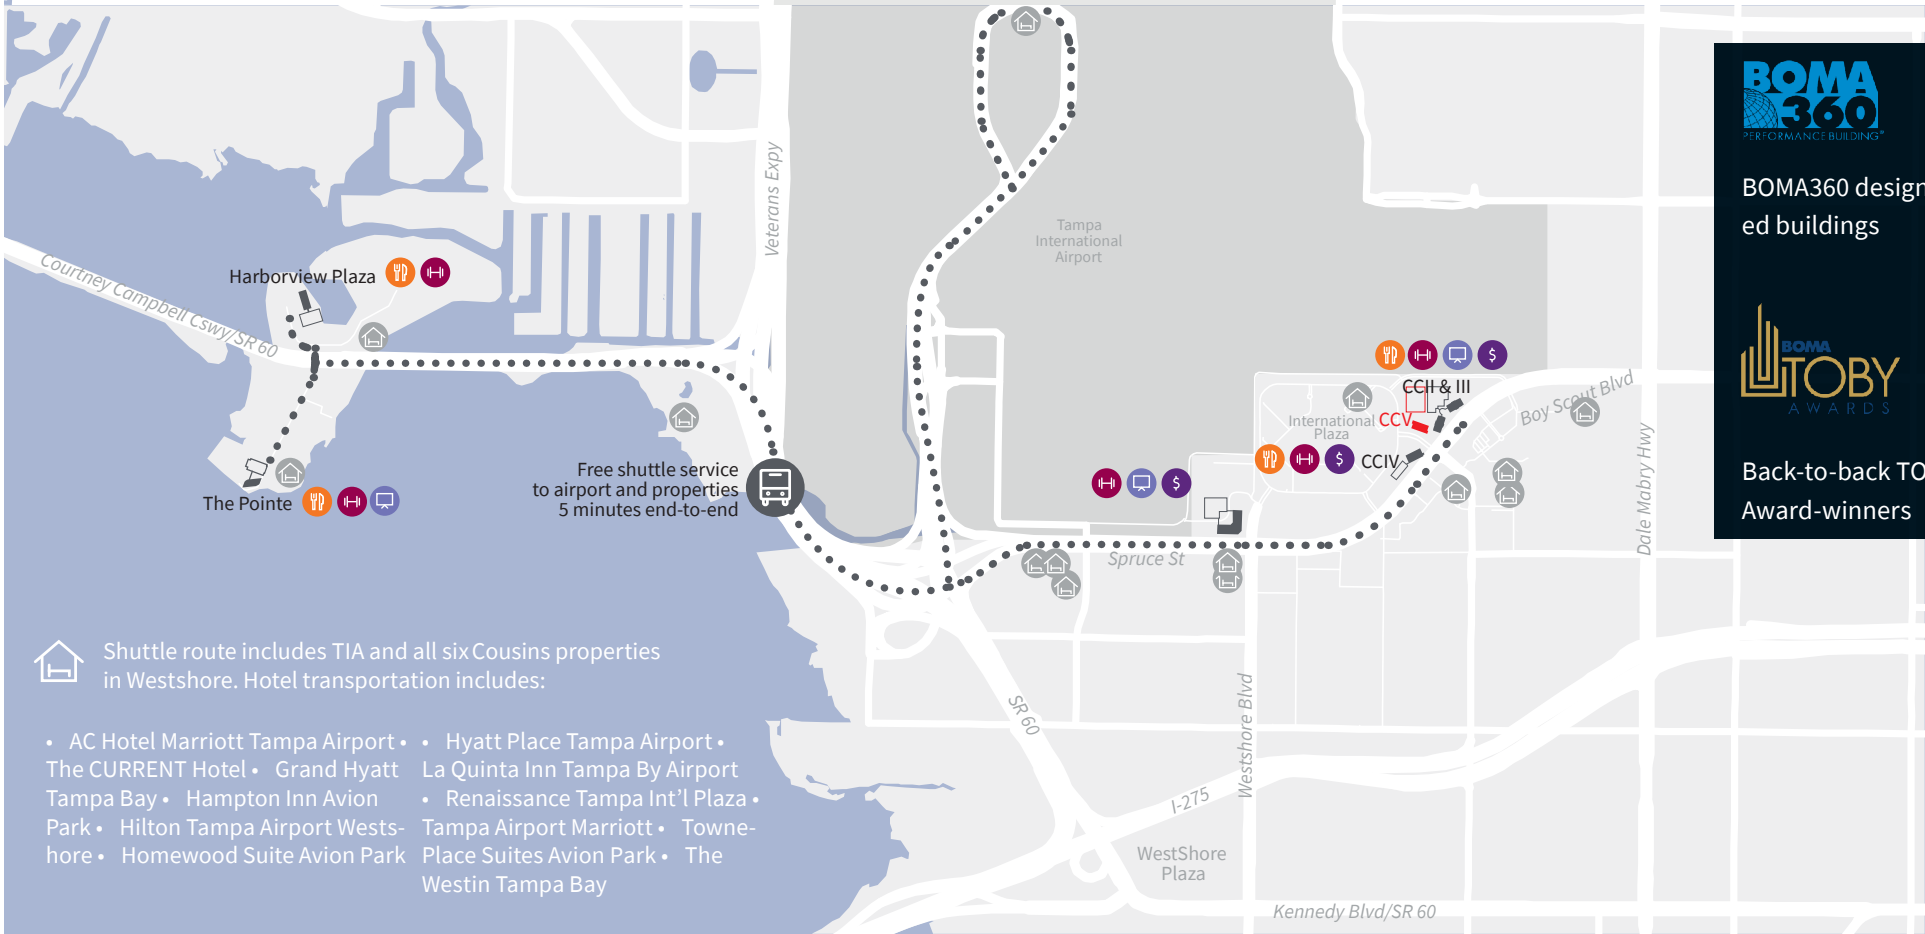 Veterans Expy
Tampa
International
Airport
Courtney Campbell Cswy/SR 60
Harborview Plaza
The Pointe
Free shuttle service
to airport and properties
5 minutes end-to-end
CCII & III
International
Plaza
CCV
CCIV
$
$
$
Boy Scout Blvd
Dale Mabry Hwy
Spruce St
SR 60
Westshore Blvd
I-275
WestShore
Plaza
Kennedy Blvd/SR 60
BOMA
360
PERFORMANCE BUILDING®
BOMA360 design
ed buildings
BOMA
TOBY
AWARDS
Back-to-back TO
Award-winners
Shuttle route includes TIA and all six Cousins properties
in Westshore. Hotel transportation includes:
• AC Hotel Marriott Tampa Airport •
The CURRENT Hotel • Grand Hyatt
Tampa Bay • Hampton Inn Avion
Park • Hilton Tampa Airport Wests-
hore • Homewood Suite Avion Park
• Hyatt Place Tampa Airport •
La Quinta Inn Tampa By Airport
• Renaissance Tampa Int’l Plaza •
Tampa Airport Marriott • Towne-
Place Suites Avion Park • The
Westin Tampa Bay